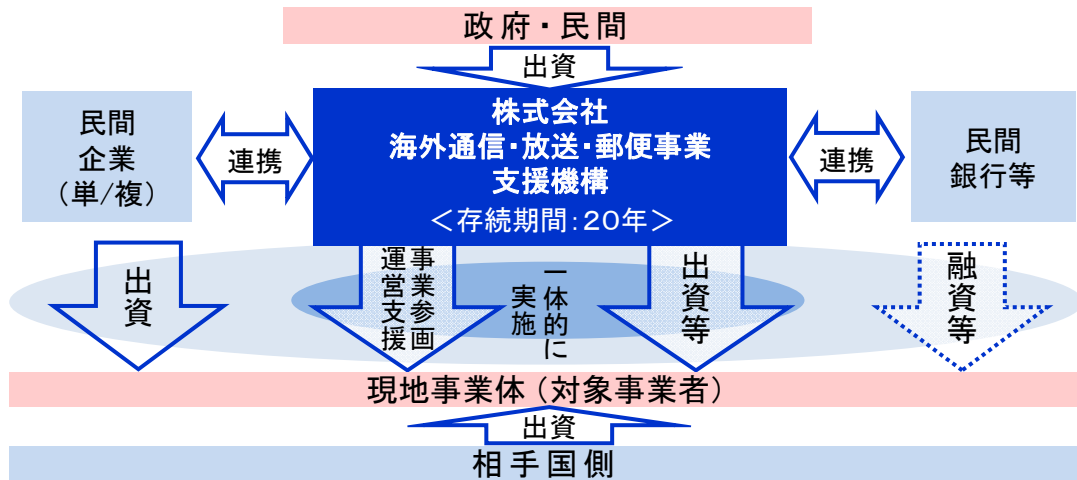 政府・民間
出資
民間
企業
（単/複）
連携
株式会社
海外通信・放送・郵便事業
支援機構
＜存続期間：２０年＞
連携
民間
銀行等
出資
事業参画
運営支援
一体的に
実施
出資等
融資等
現地事業体（対象事業者）
出資
相手国側